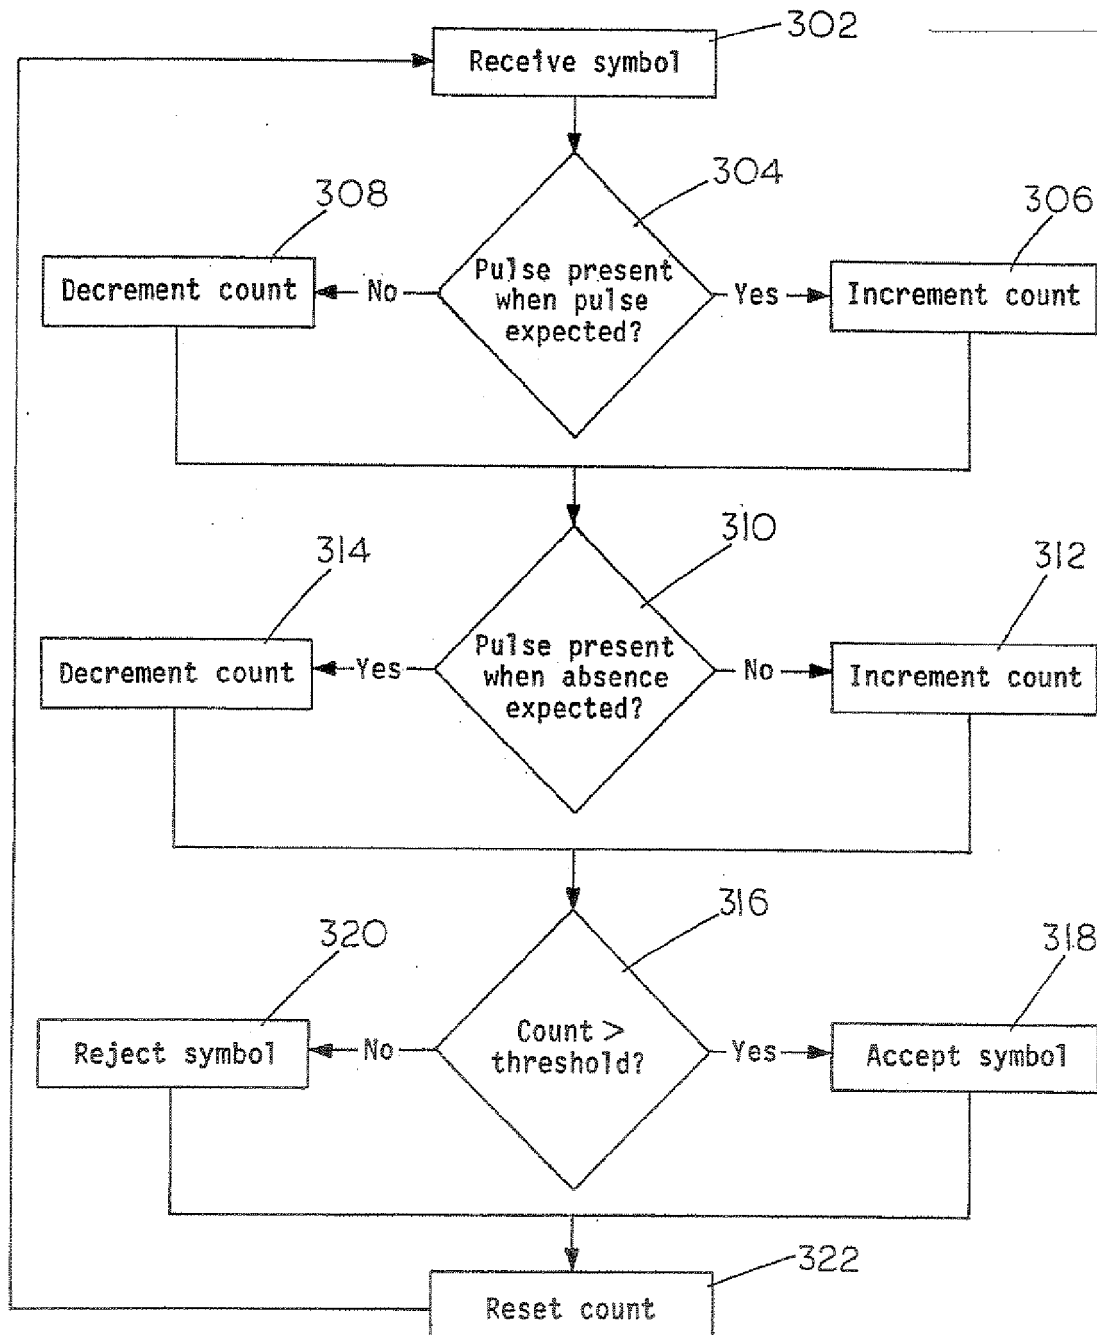 302
Receive symbol
304
308
306
Pulse present
when pulse
expected?
Decrement count
No
Yes
Increment count
310
314
312
Pulse present
when absence
expected?
Decrement count
Yes
No
Increment count
316
320
318
Count >
threshold?
Reject symbol
No
Yes
Accept symbol
322
Reset count